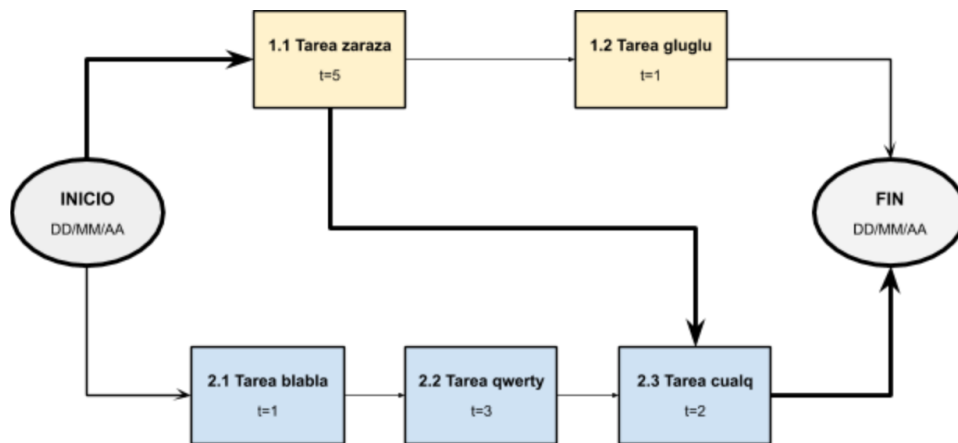 1.1 Tarea zaraza
t=5
1.2 Tarea gluglu
t=1
INICIO
DD/MM/AA
FIN
DD/MM/AA
2.1 Tarea blabla
t=1
2.2 Tarea qwerty
t=3
2.3 Tarea cualq
t=2